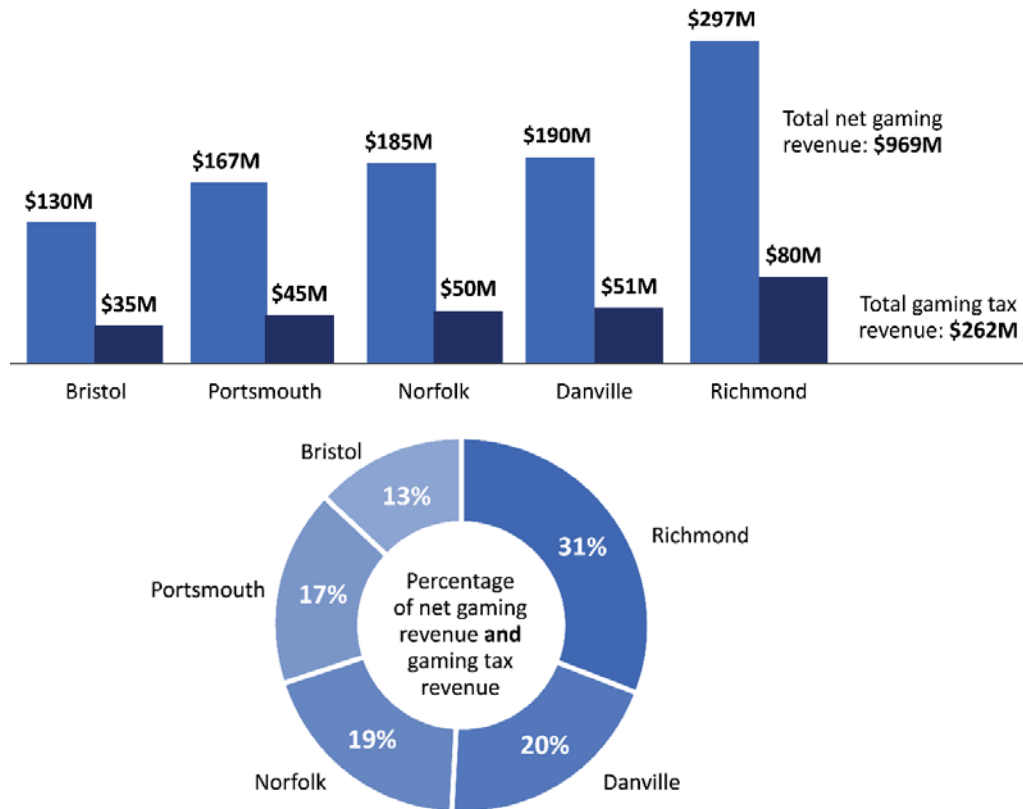 $297M
Total net gaming
revenue: $969M
$190M
$185M
$167M
$130M
$80M
$51M
$50M
$45M
$35M
Total gaming tax
revenue: $262M
Bristol
Portsmouth
Norfolk
Danville
Richmond
Bristol
13%
Richmond
31%
Portsmouth
17%
Percentage
of net gaming
revenue and
gaming tax
revenue
19%
20%
Norfolk
Danville